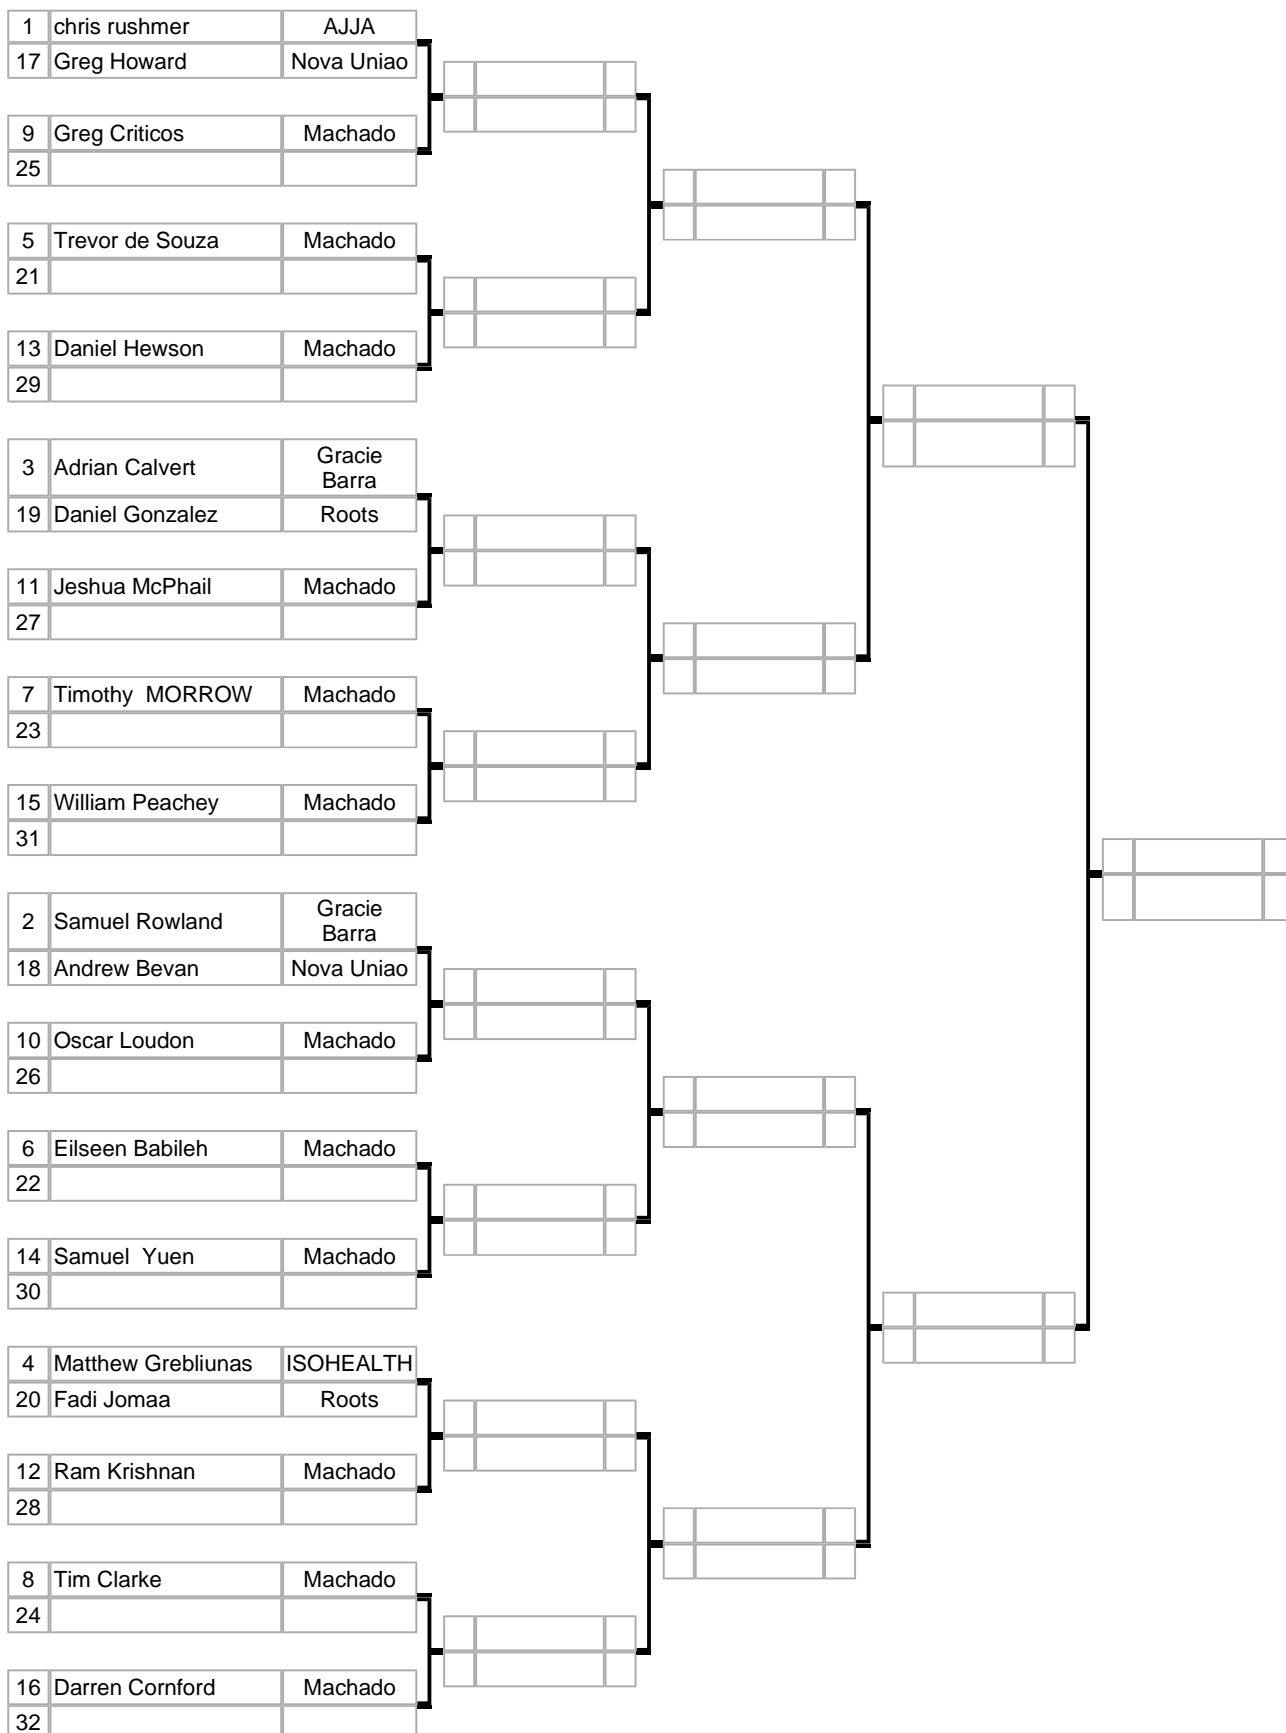 1 chris rushmer AJJA
17 Greg Howard Nova Uniao
9 Greg Criticos Machado
25
5 Trevor de Souza Machado
21
13 Daniel Hewson Machado
29
3 Adrian Calvert Gracie
Barra
19 Daniel Gonzalez Roots
11 Jeshua McPhail Machado
27
7 Timothy  MORROW Machado
23
15 William Peachey Machado
31
2 Samuel Rowland Gracie
Barra
18 Andrew Bevan Nova Uniao
10 Oscar Loudon Machado
26
6 Eilseen Babileh Machado
22
14 Samuel  Yuen Machado
30
4 Matthew Grebliunas ISOHEALTH
20 Fadi Jomaa Roots
12 Ram Krishnan Machado
28
8 Tim Clarke Machado
24
16 Darren Cornford Machado
32